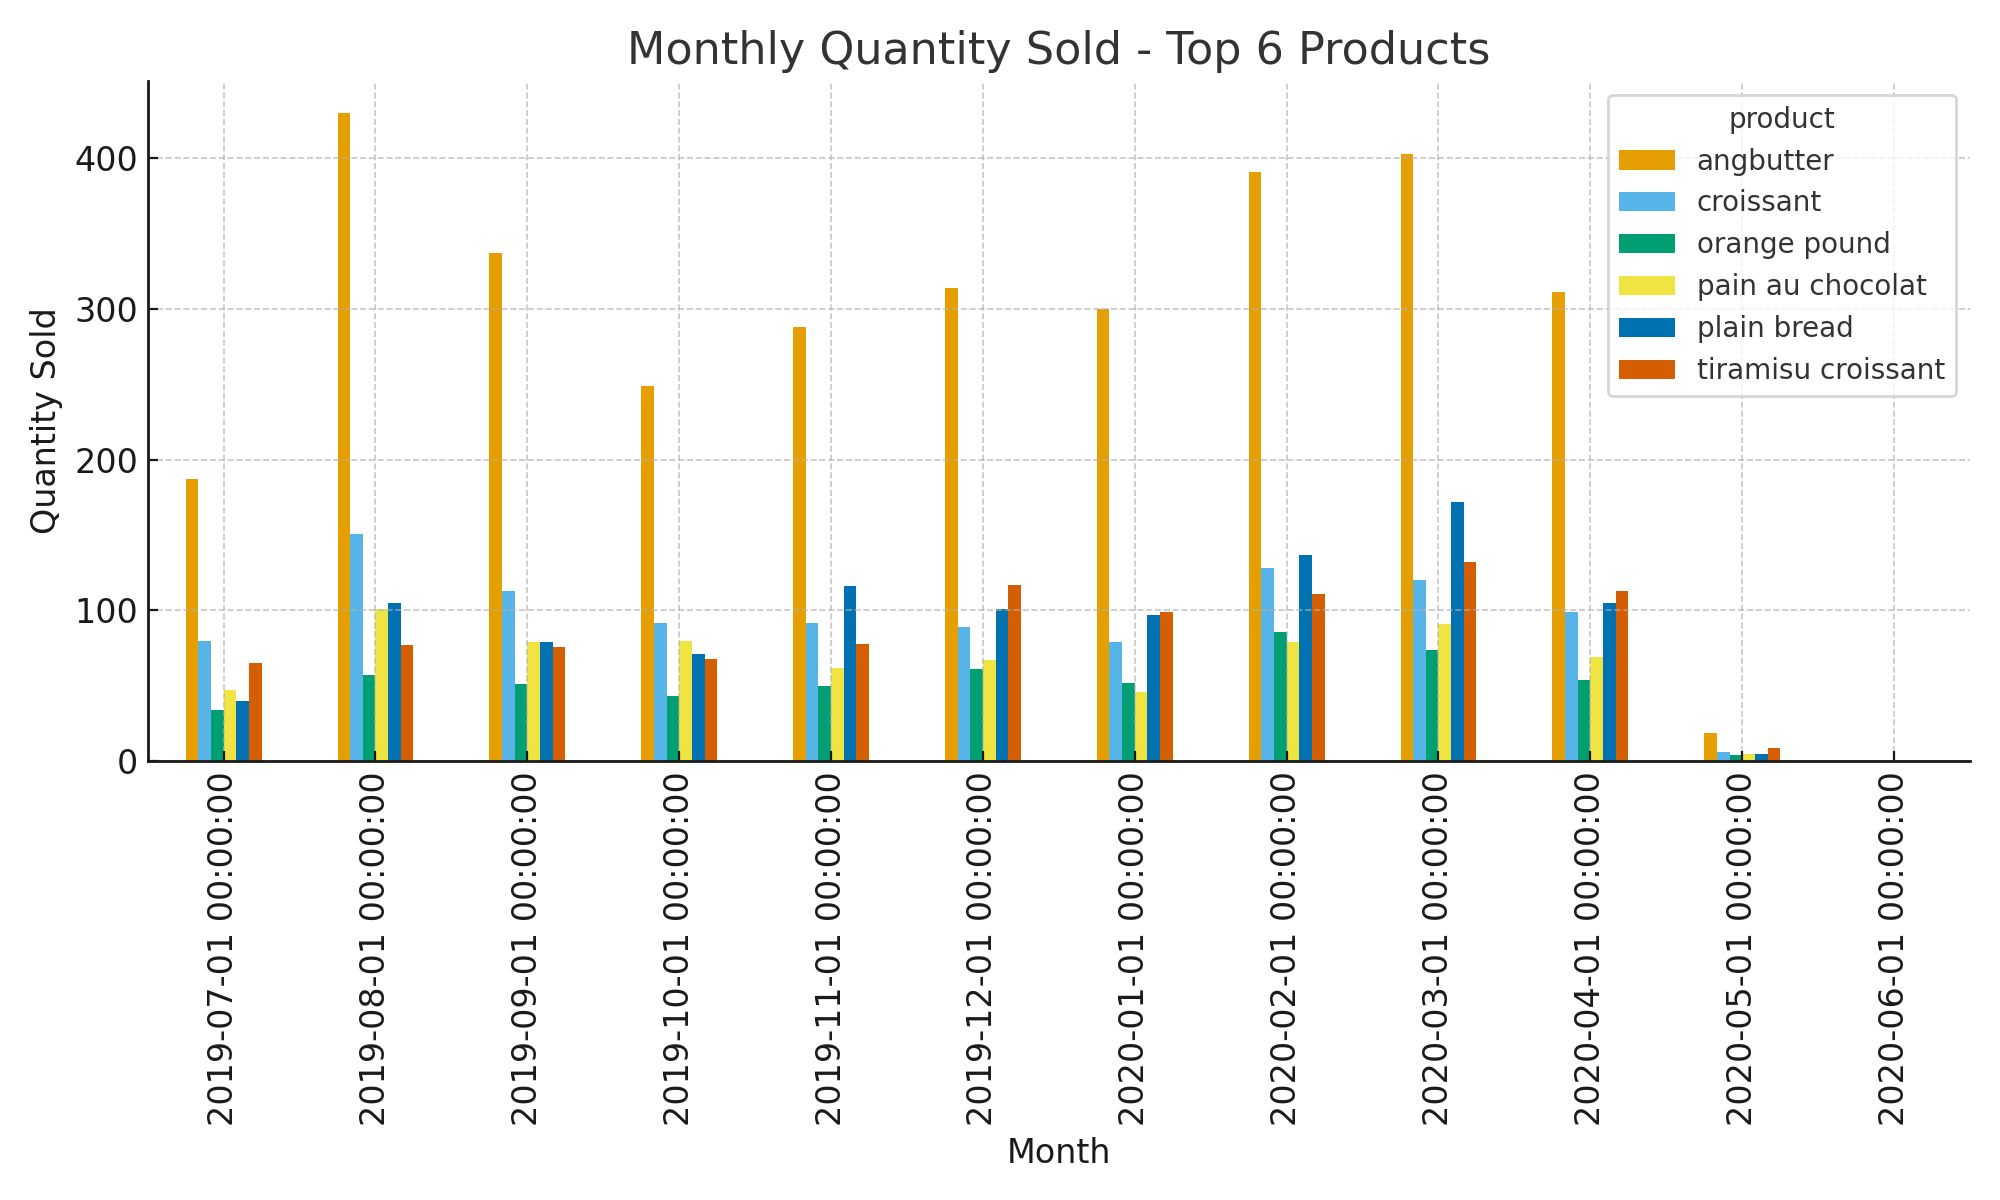 Monthly Quantity Sold - Top 6 Products
product
angbutter
croissant
orange pound
pain au chocolat
plain bread
tiramisu croissant
Quantity Sold
400
300
200
100
0
2019-07-01 00:00:00
2019-08-01 00:00:00
2019-09-01 00:00:00
2019-10-01 00:00:00
2019-11-01 00:00:00
2019-12-01 00:00:00
2020-01-01 00:00:00
2020-02-01 00:00:00
2020-03-01 00:00:00
2020-04-01 00:00:00
2020-05-01 00:00:00
2020-06-01 00:00:00
Month